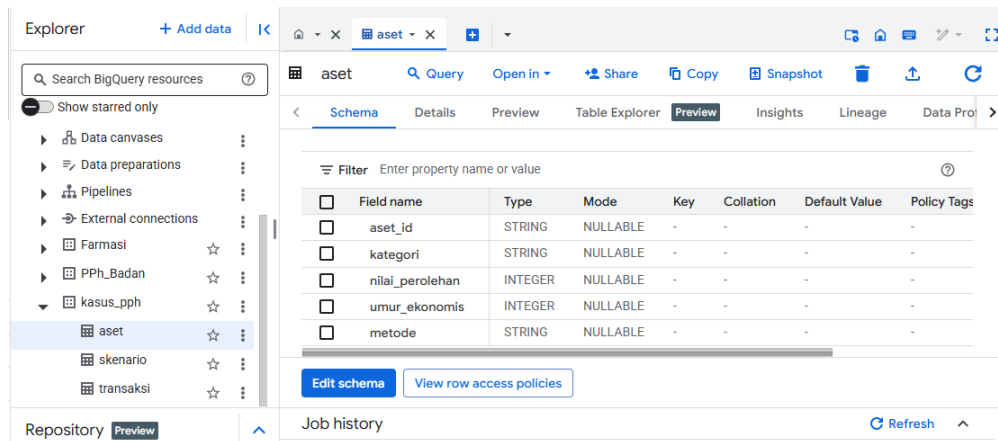 Explorer
+ Add data
Search BigQuery resources
Show starred only
Data canvases
Data preparations
Pipelines
External connections
Farmasi
PPh_Badan
kasus_pph
aset
skenario
transaksi
Repository Preview
aset
aset Query Open in Share Copy Snapshot
Schema Details Preview Table Explorer Preview Insights Lineage Data Prof
Filter Enter property name or value
Field name Type Mode Key Collation Default Value Policy Tags
aset_id STRING NULLABLE - - - -
kategori STRING NULLABLE - - - -
nilai_perolehan INTEGER NULLABLE - - - -
umur_ekonomis INTEGER NULLABLE - - - -
metode STRING NULLABLE - - - -
Edit schema View row access policies
Job history Refresh